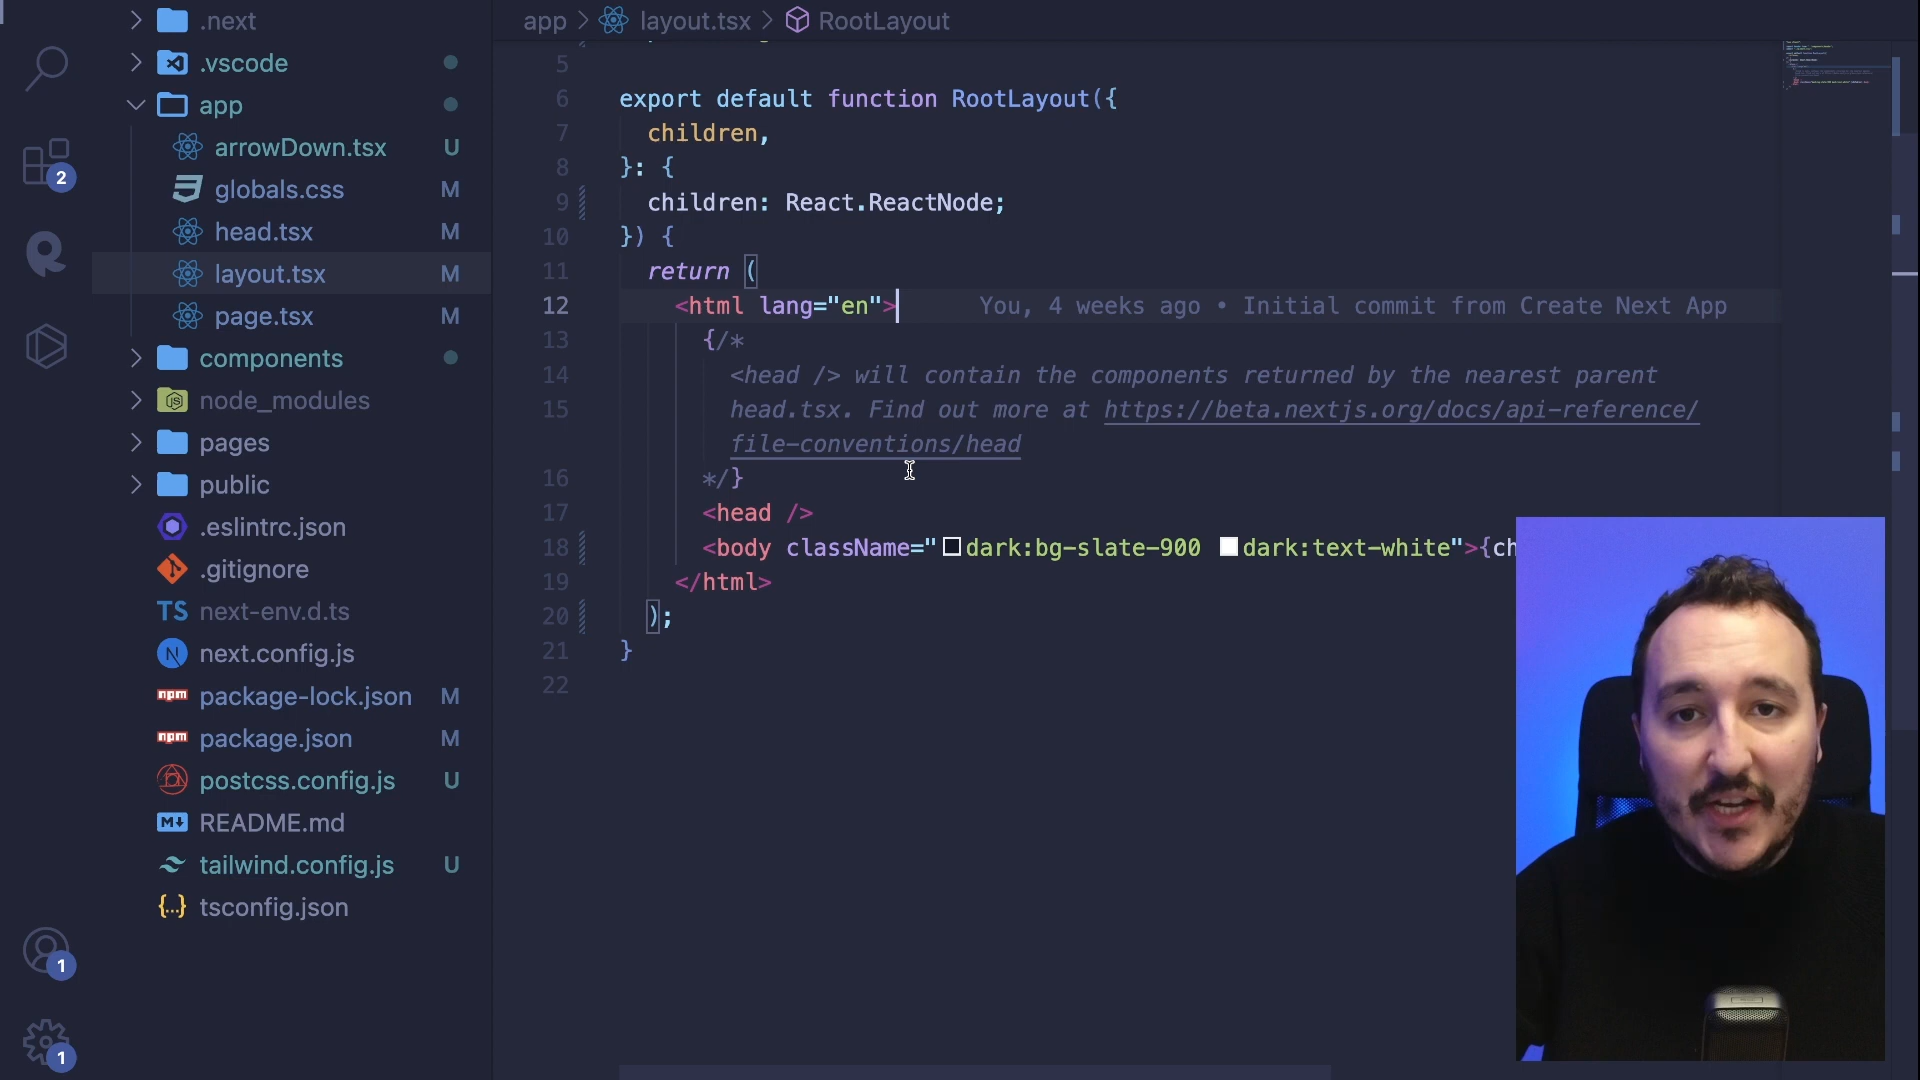 .next
.vscode
app
arrowDown.tsx U
globals.css M
head.tsx M
layout.tsx M
page.tsx M
components
node_modules
pages
public
.eslintrc.json
.gitignore
TS next-env.d.ts
N next.config.js
npm package-lock.json M
npm package.json M
postcss.config.js U
README.md
tailwind.config.js U
{..} tsconfig.json
2
1
1
app > layout.tsx > RootLayout
5
6 export default function RootLayout({
7 children,
8 }: {
9 children: React.ReactNode;
10 }) {
11 return (
12 <html lang="en"> You, 4 weeks ago • Initial commit from Create Next App
13 {/*
14 <head /> will contain the components returned by the nearest parent
15 head.tsx. Find out more at https://beta.nextjs.org/docs/api-reference/
file-conventions/head
16 */}
17 <head />
18 <body className="dark:bg-slate-900 dark:text-white">{ch
19 </html>
20 );
21 }
22